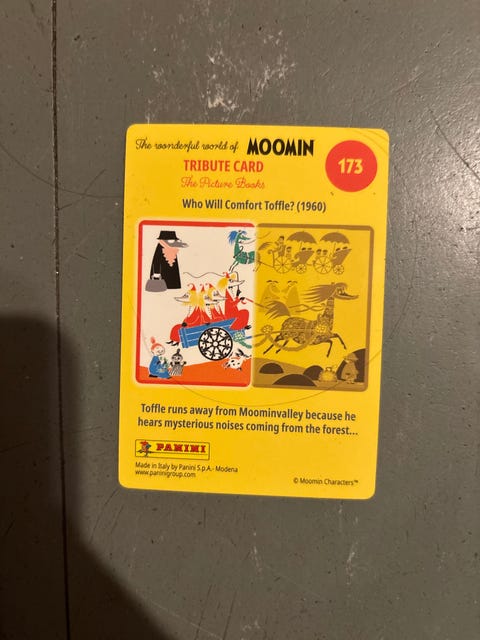 The wonderful world of MOOMIN
TRIBUTE CARD
173
The Picture Books
Who Will Comfort Toffle? (1960)
Toffle runs away from Moominvalley because he
hears mysterious noises coming from the forest...
PANINI
Made in Italy by Panini S.p.A.- Modena
www.paninigroup.com
© Moomin Characters™